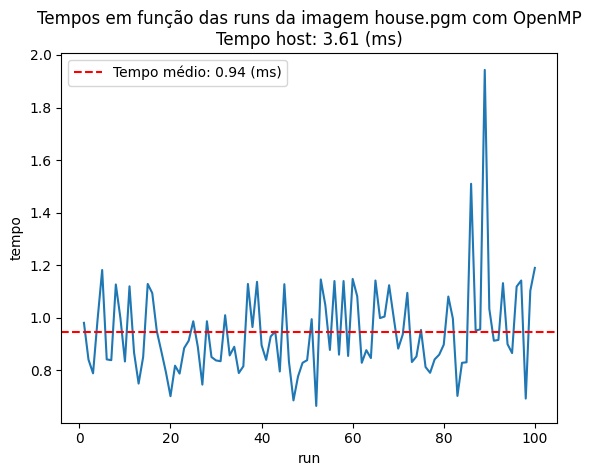 Tempos em função das runs da imagem house.pgm com OpenMP
Tempo host: 3.61 (ms)
Tempo médio: 0.94 (ms)
2.0
1.8
1.6
1.4
1.2
1.0
0.8
tempo
0 20 40 60 80 100
run